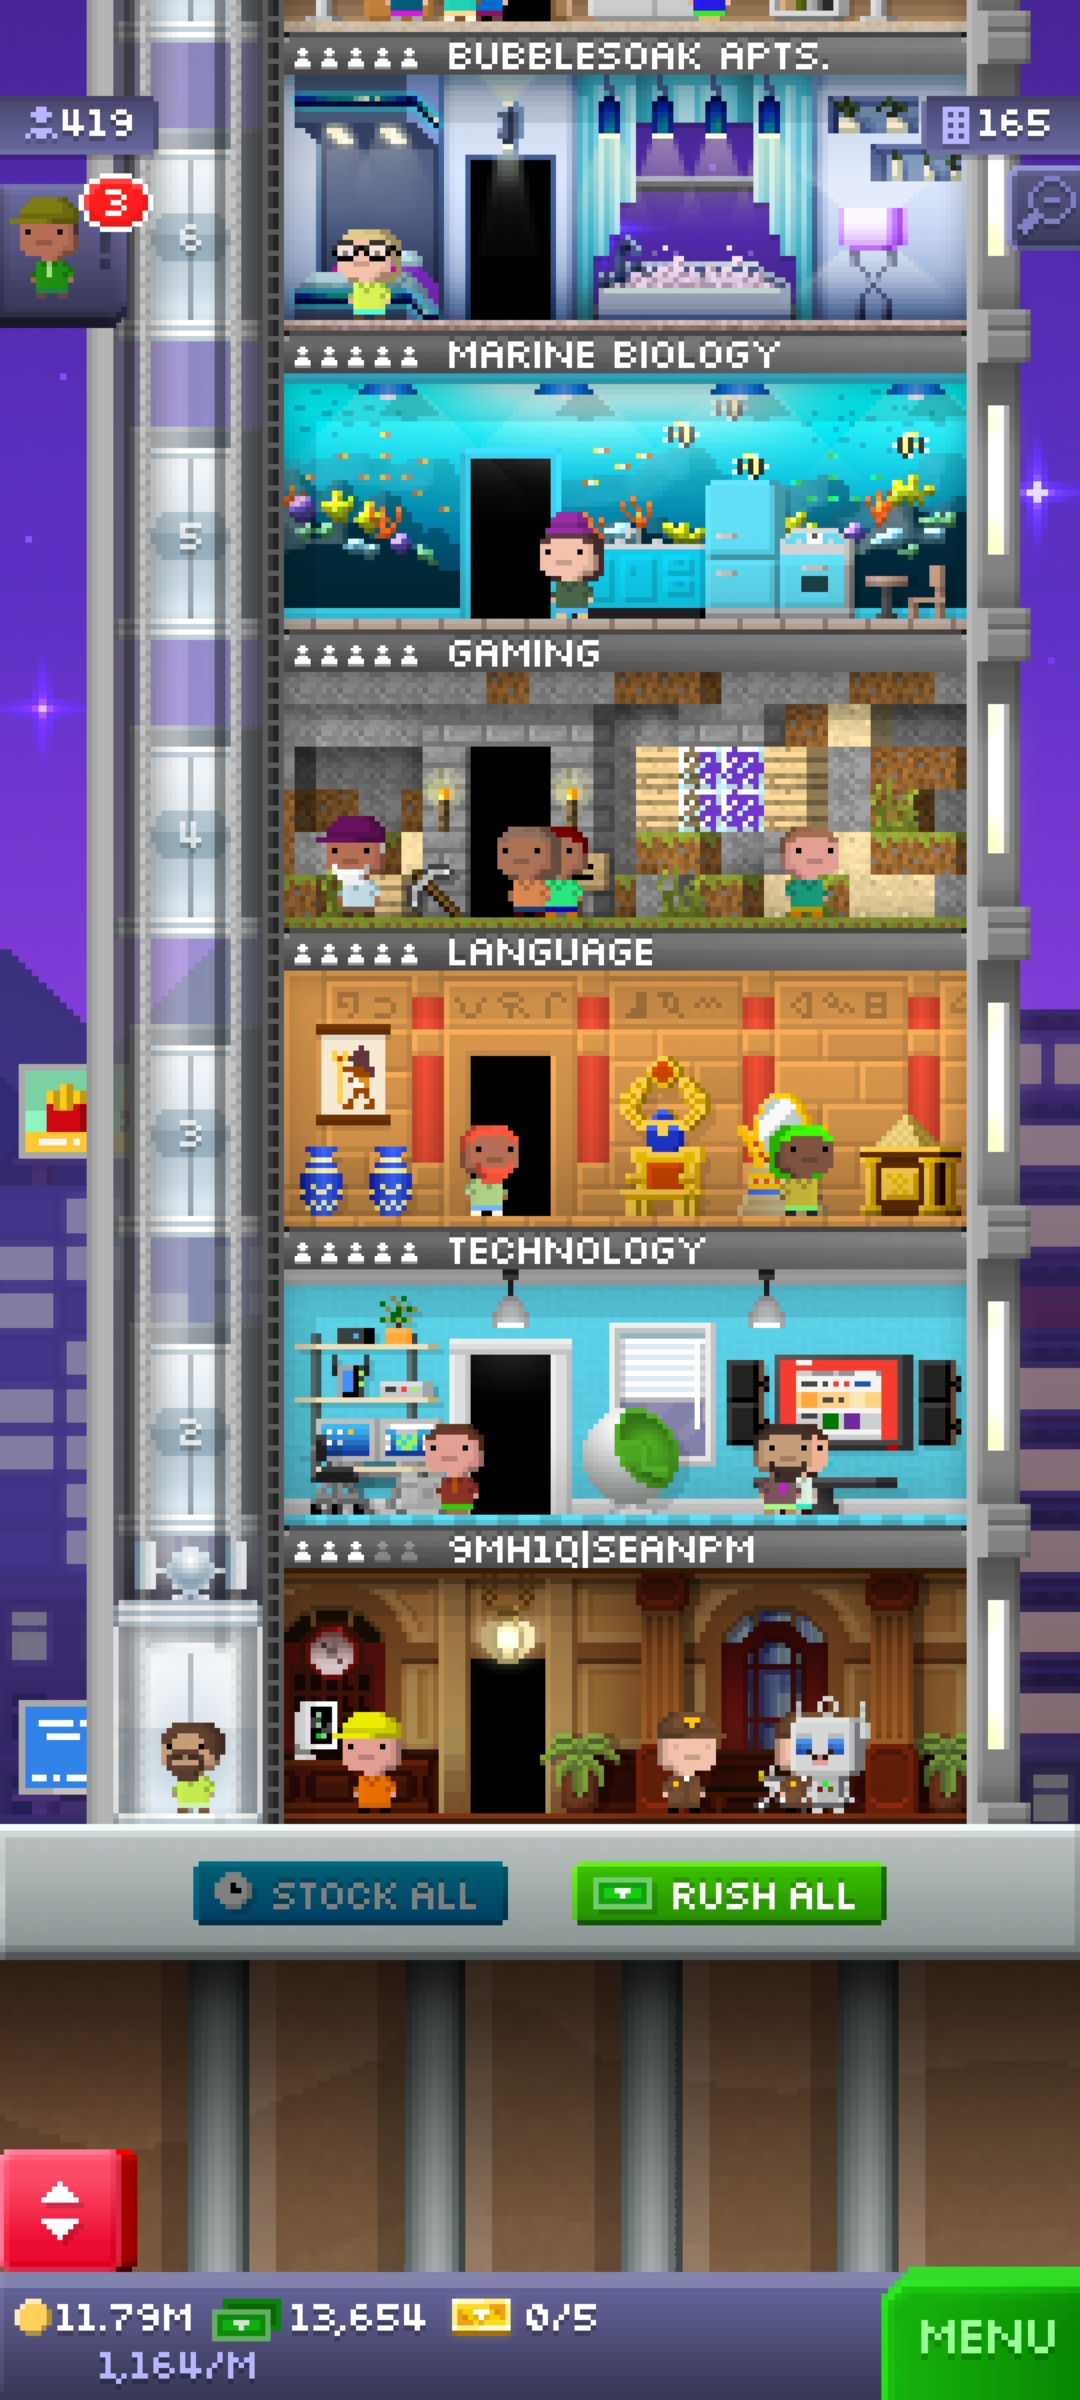 BUBBLESOAK APTS.
419
165
3
6
MARINE BIOLOGY
5
GAMING
4
LANGUAGE
3
TECHNOLOGY
2
9MH1Q|SEANPM
STOCK ALL
RUSH ALL
11.79M 13,654 0/5
1,164/M
MENU